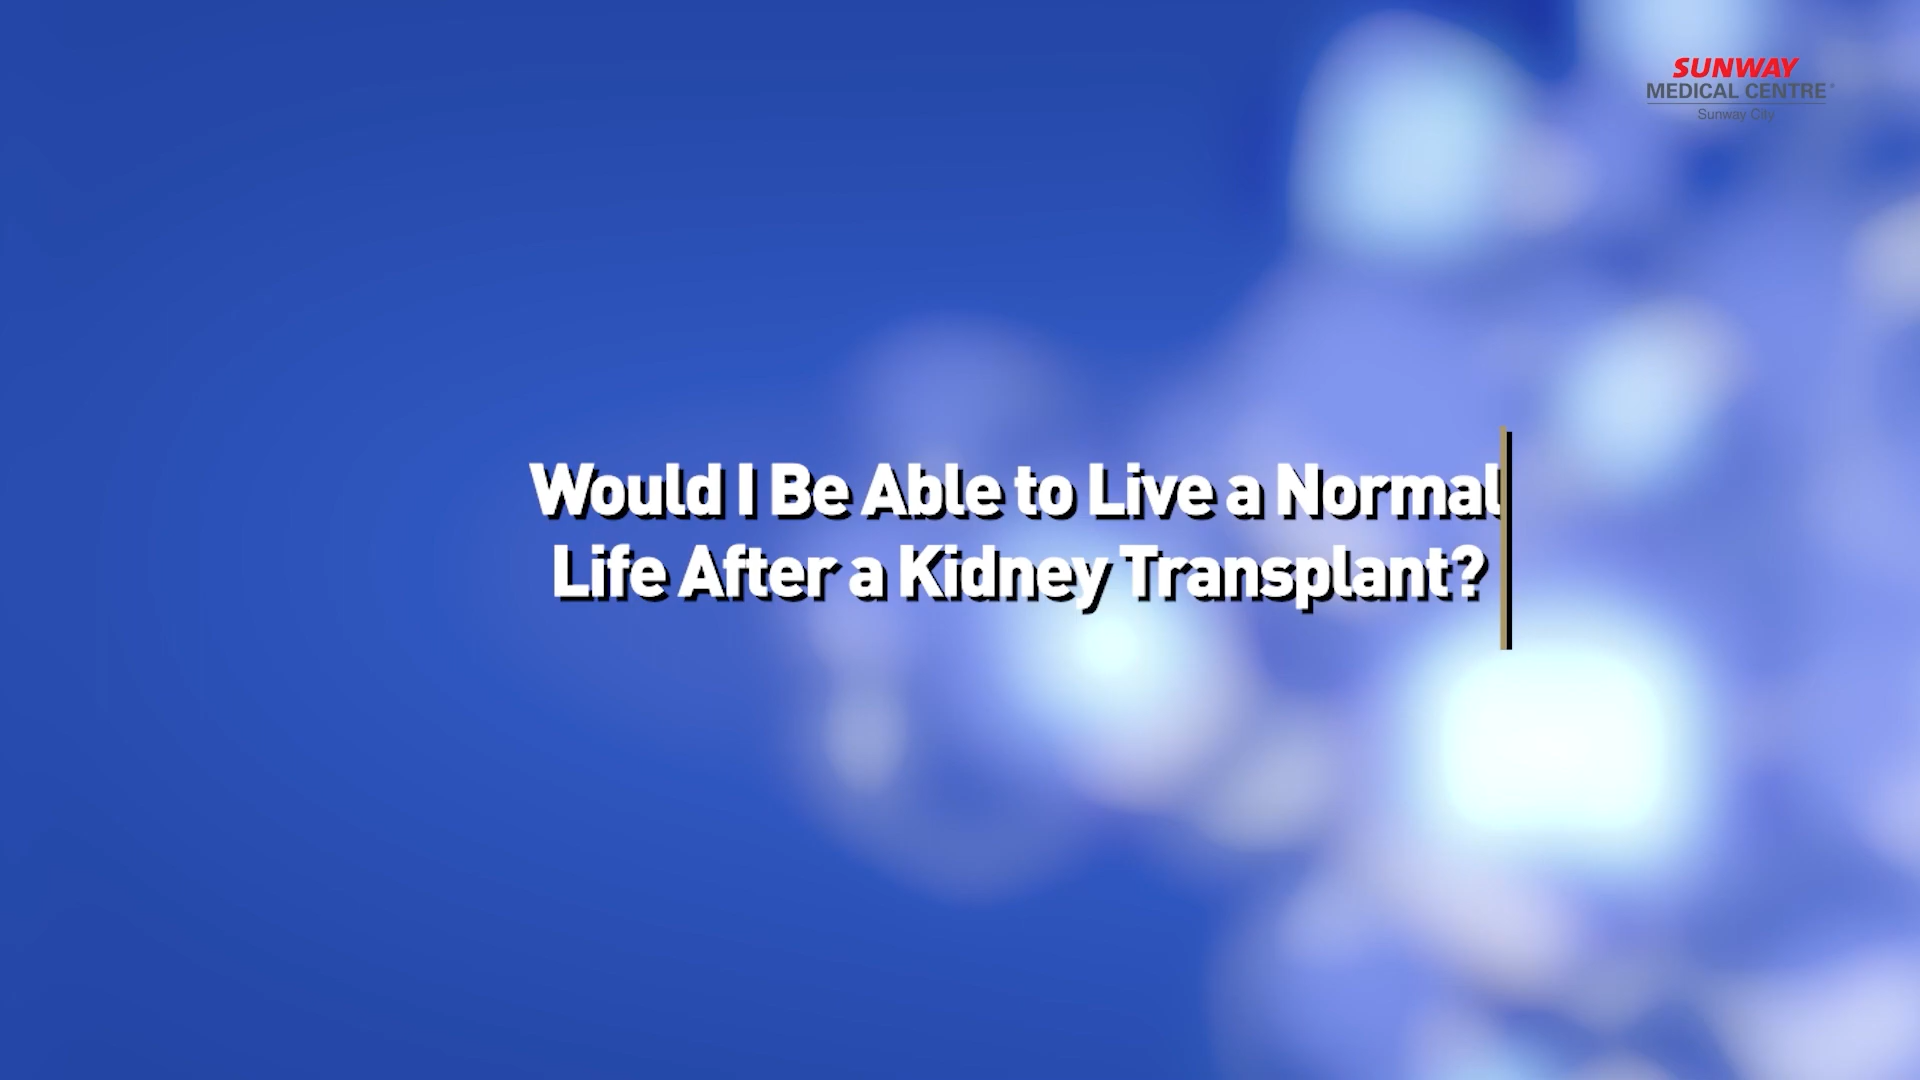 SUNWAY
MEDICAL CENTRE®
Sunway City
Would I Be Able to Live a Normal
Life After a Kidney Transplant?